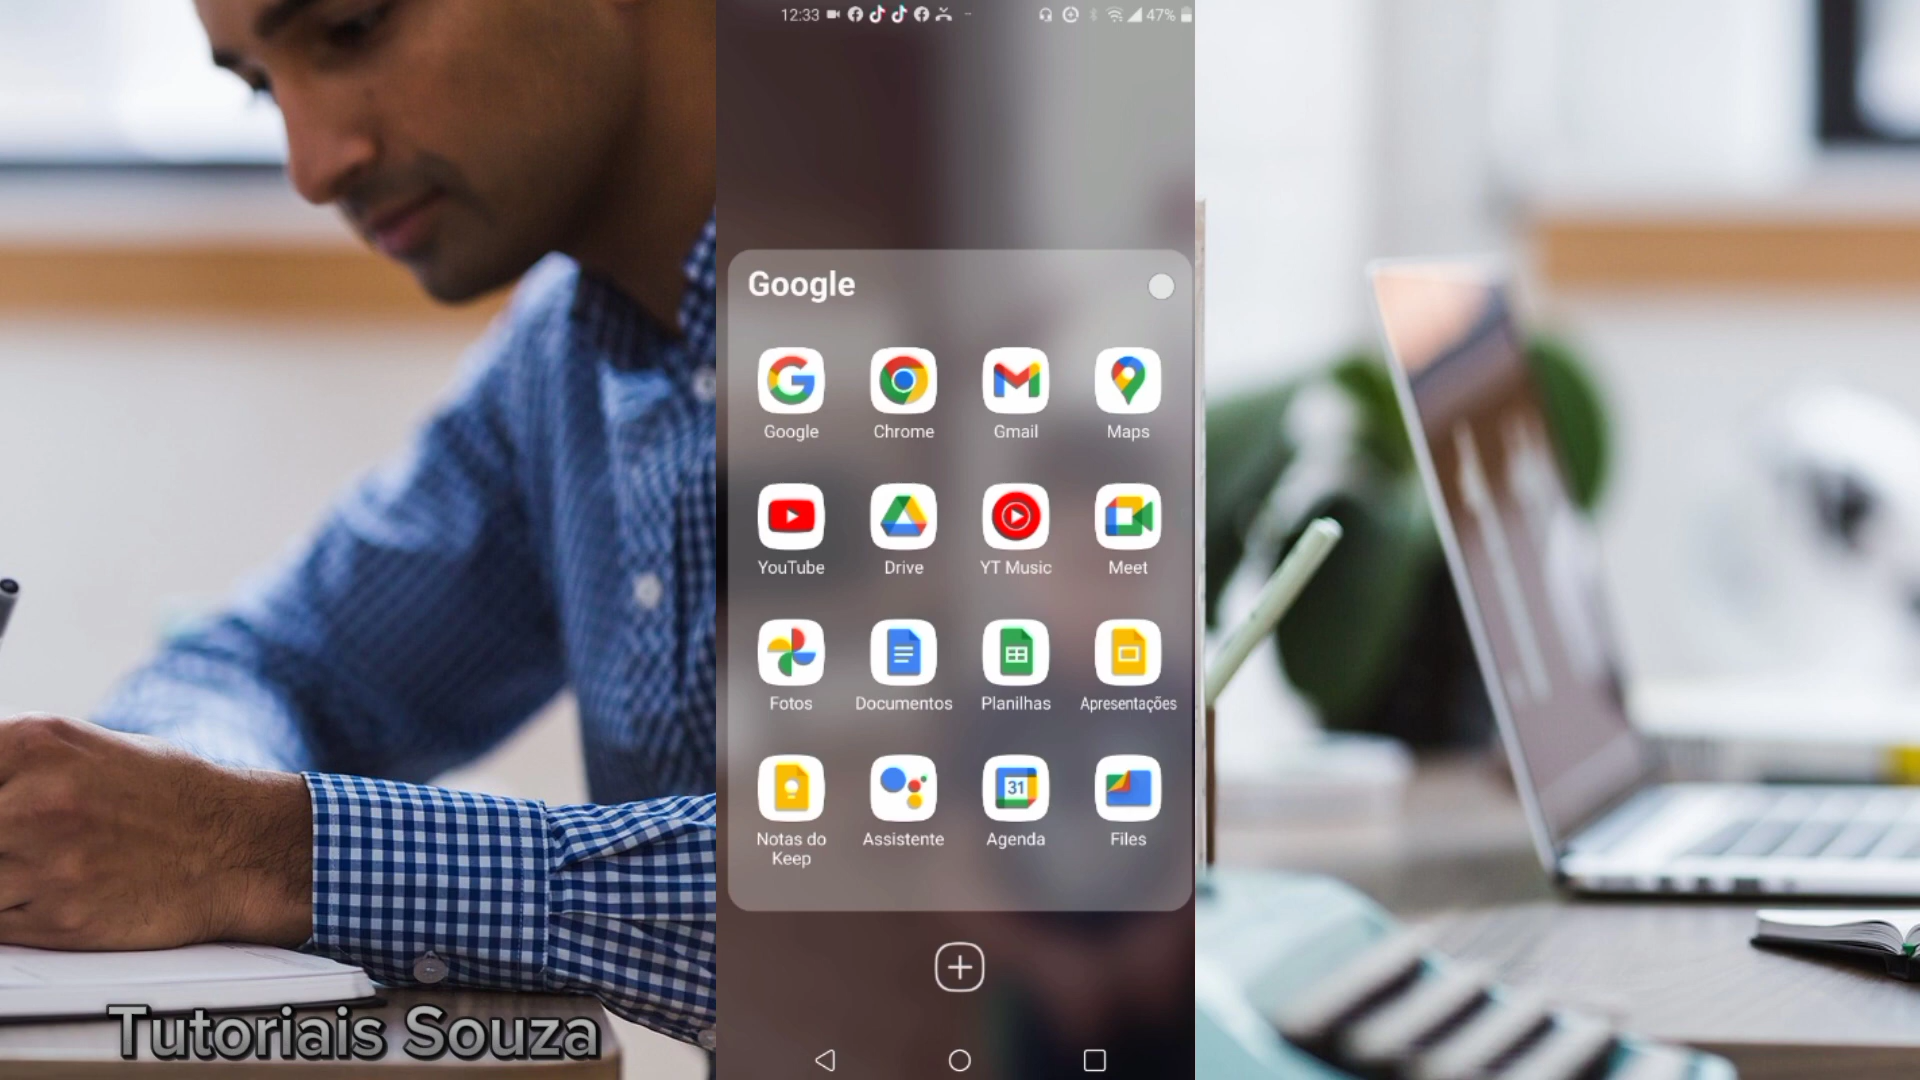 12:33 47%
Google
Google Chrome Gmail Maps
YouTube Drive YT Music Meet
Fotos Documentos Planilhas Apresentações
31
Notas do Keep Assistente Agenda Files
Tutoriais Souza